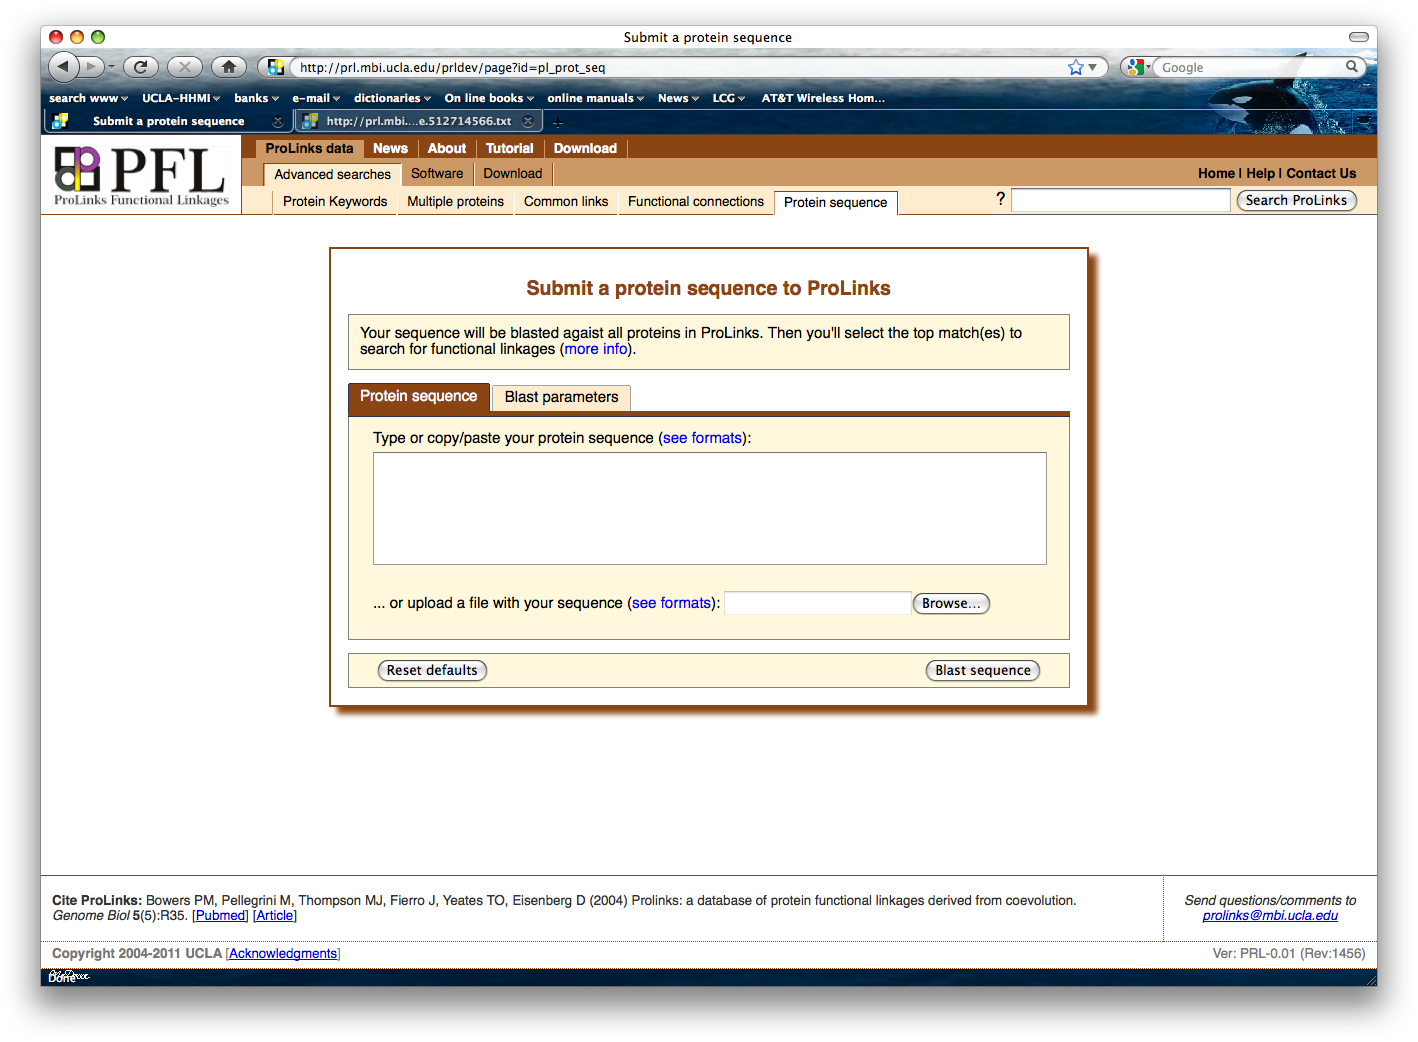 Submit a protein sequence
http://prl.mbi.ucla.edu/prldev/page?id=pl_prot_seq
Google
search www UCLA-HHMI banks e-mail dictionaries On line books online manuals News LCG AT&T Wireless Hom...
Submit a protein sequence http://prl.mbi....e.512714566.txt
PFL
ProLinks Functional Linkages
ProLinks data News About Tutorial Download
Advanced searches Software Download
Home I Help I Contact Us
Protein Keywords Multiple proteins Common links Functional connections Protein sequence
? Search ProLinks
Submit a protein sequence to ProLinks
Your sequence will be blasted agaist all proteins in ProLinks. Then you'll select the top match(es) to
search for functional linkages (more info).
Protein sequence Blast parameters
Type or copy/paste your protein sequence (see formats):
... or upload a file with your sequence (see formats): Browse...
Reset defaults Blast sequence
Cite ProLinks: Bowers PM, Pellegrini M, Thompson MJ, Fierro J, Yeates TO, Eisenberg D (2004) Prolinks: a database of protein functional linkages derived from coevolution.
Genome Biol 5(5):R35. [Pubmed] [Article]
Send questions/comments to
prolinks@mbi.ucla.edu
Copyright 2004-2011 UCLA [Acknowledgments]
Ver: PRL-0.01 (Rev:1456)
Done